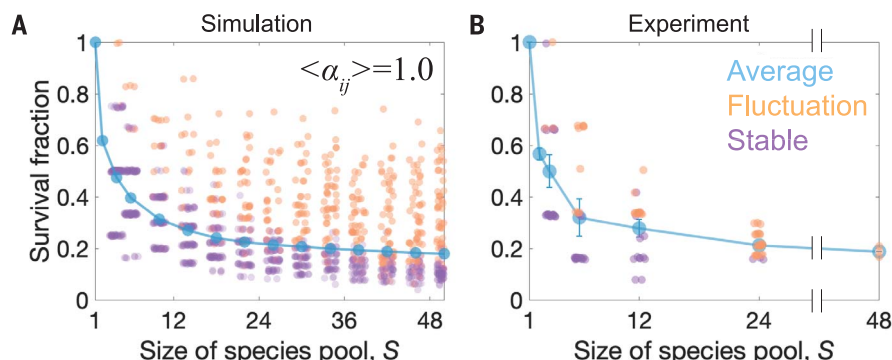 A
Simulation
<α_ij>=1.0
Survival fraction
1
0.8
0.6
0.4
0.2
0
1 12 24 36 48
Size of species pool, S
B
Experiment
Average
Fluctuation
Stable
1
0.8
0.6
0.4
0.2
0
1 12 24 48
Size of species pool, S